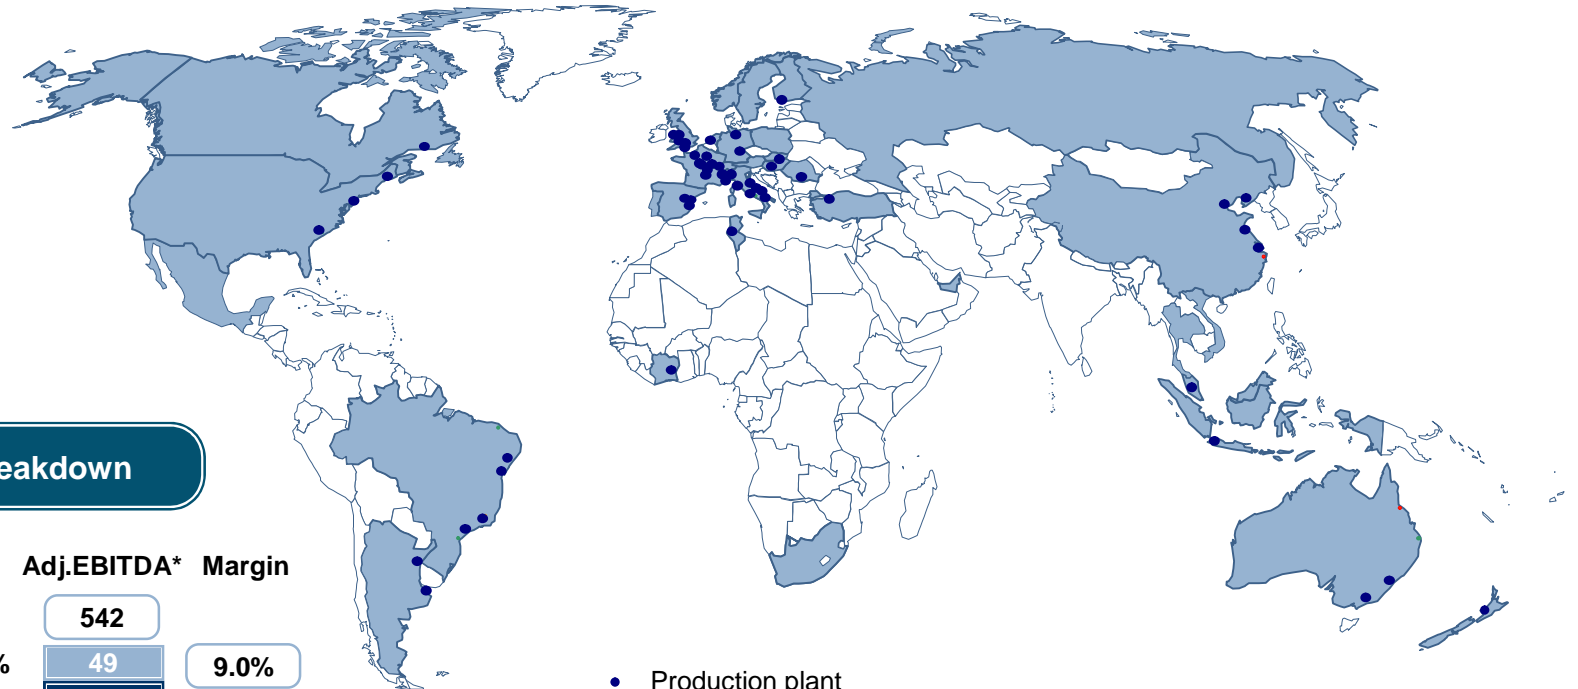 eakdown
Adj.EBITDA* Margin
542
% 49 9.0%
Production plant